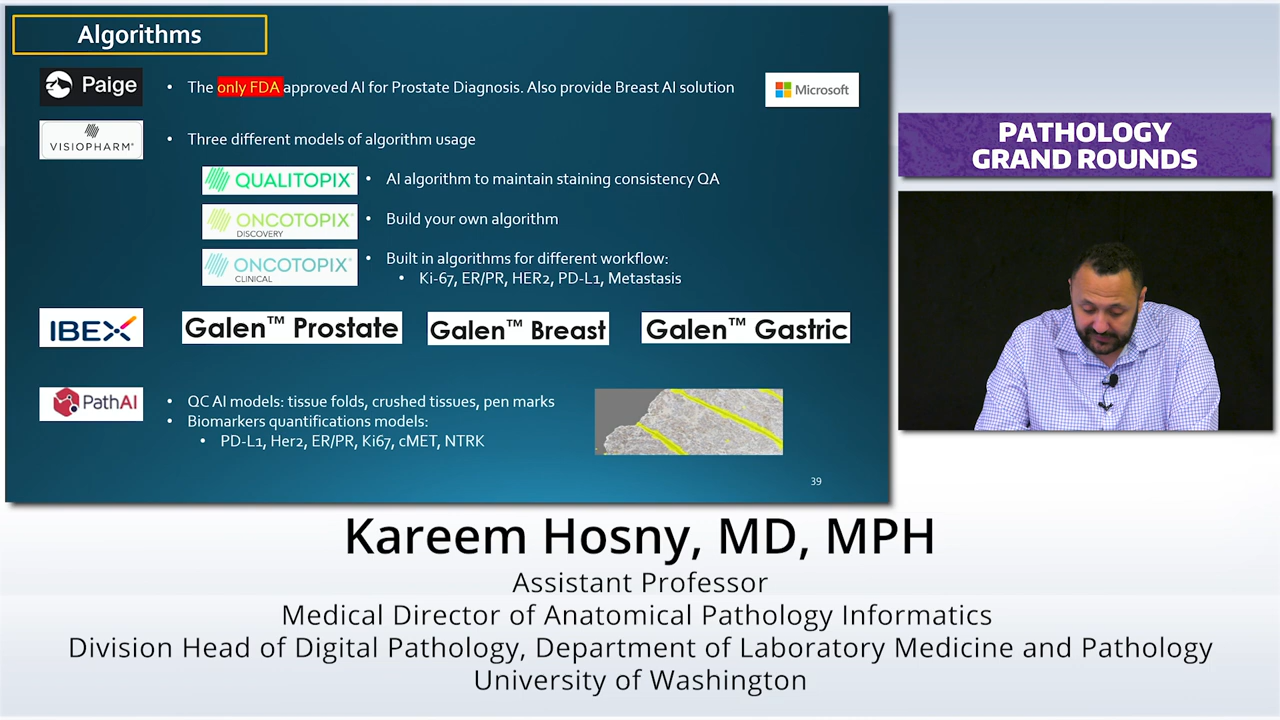 Algorithms
Paige
• The only FDA approved AI for Prostate Diagnosis. Also provide Breast AI solution
Microsoft
VISIOPHARM®
• Three different models of algorithm usage
QUALITOPIX®
• AI algorithm to maintain staining consistency QA
ONCOTOPIX®
DISCOVERY
• Build your own algorithm
ONCOTOPIX®
CLINICAL
• Built in algorithms for different workflow:
• Ki-67, ER/PR, HER2, PD-L1, Metastasis
IBEX
Galen™ Prostate
Galen™ Breast
Galen™ Gastric
PathAI
• QC AI models: tissue folds, crushed tissues, pen marks
• Biomarkers quantifications models:
• PD-L1, Her2, ER/PR, Ki67, cMET, NTRK
39
PATHOLOGY
GRAND ROUNDS
Kareem Hosny, MD, MPH
Assistant Professor
Medical Director of Anatomical Pathology Informatics
Division Head of Digital Pathology, Department of Laboratory Medicine and Pathology
University of Washington